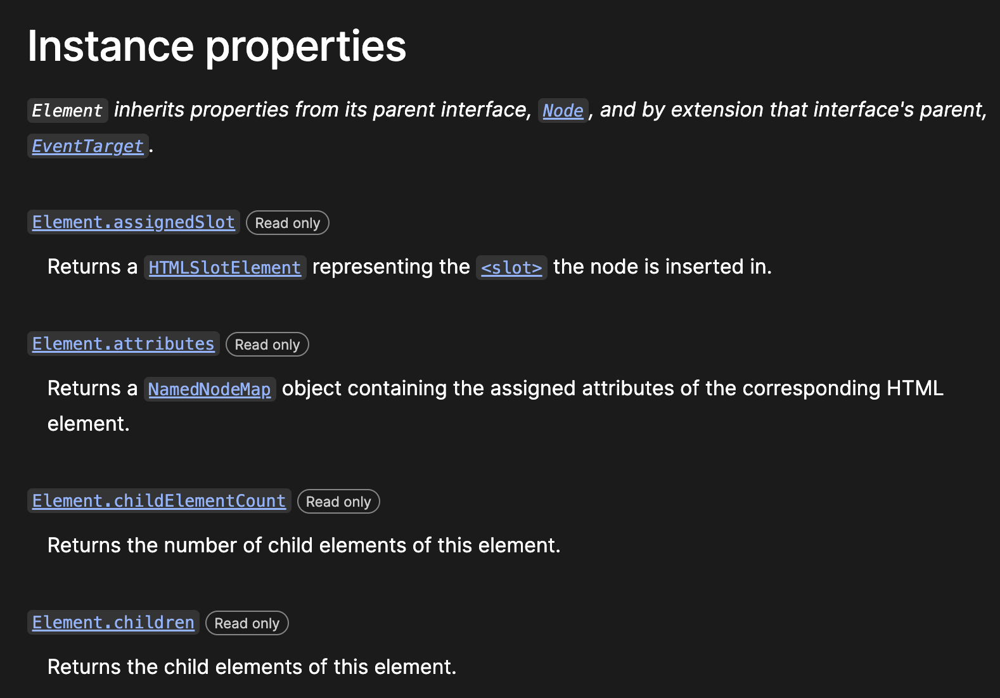 Instance properties
Element inherits properties from its parent interface, Node, and by extension that interface's parent,
EventTarget.
Element.assignedSlot Read only
Returns a HTMLSlotElement representing the <slot> the node is inserted in.
Element.attributes Read only
Returns a NamedNodeMap object containing the assigned attributes of the corresponding HTML
element.
Element.childElementCount Read only
Returns the number of child elements of this element.
Element.children Read only
Returns the child elements of this element.